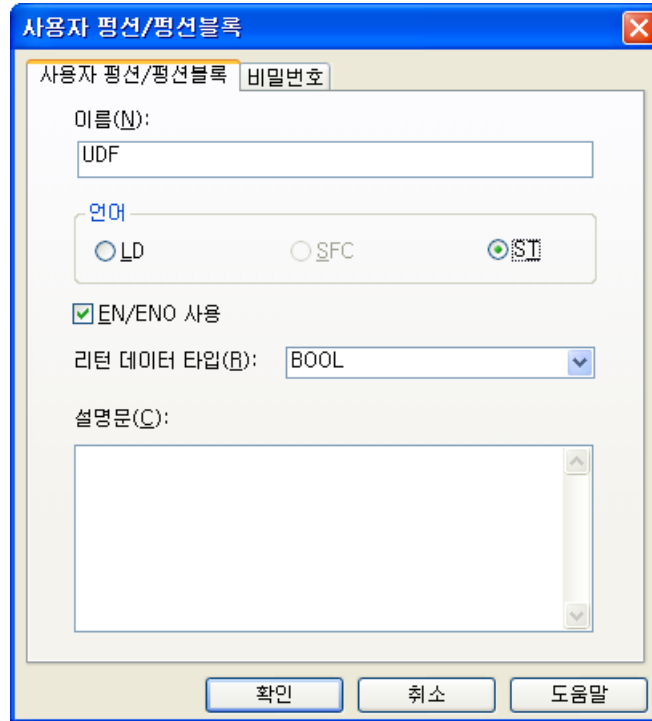 사용자 펑션/펑션블록
사용자 펑션/펑션블록 비밀번호
이름(N):
UDF
언어
LD SFC ST
EN/ENO 사용
리턴 데이터 타입(R): BOOL
설명문(C):
확인 취소 도움말